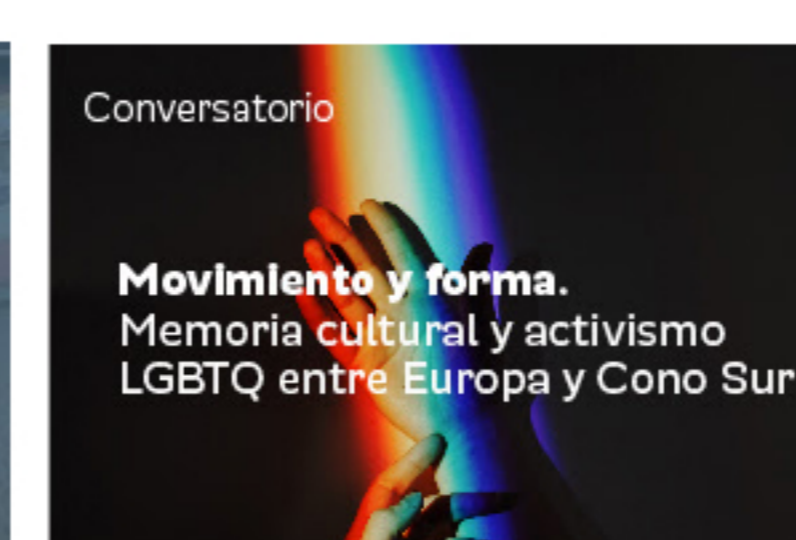 Conversatorio
Movimiento y forma.
Memoria cultural y activismo
LGBTQ entre Europa y Cono Sur